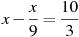 x − x/9 = 10/3